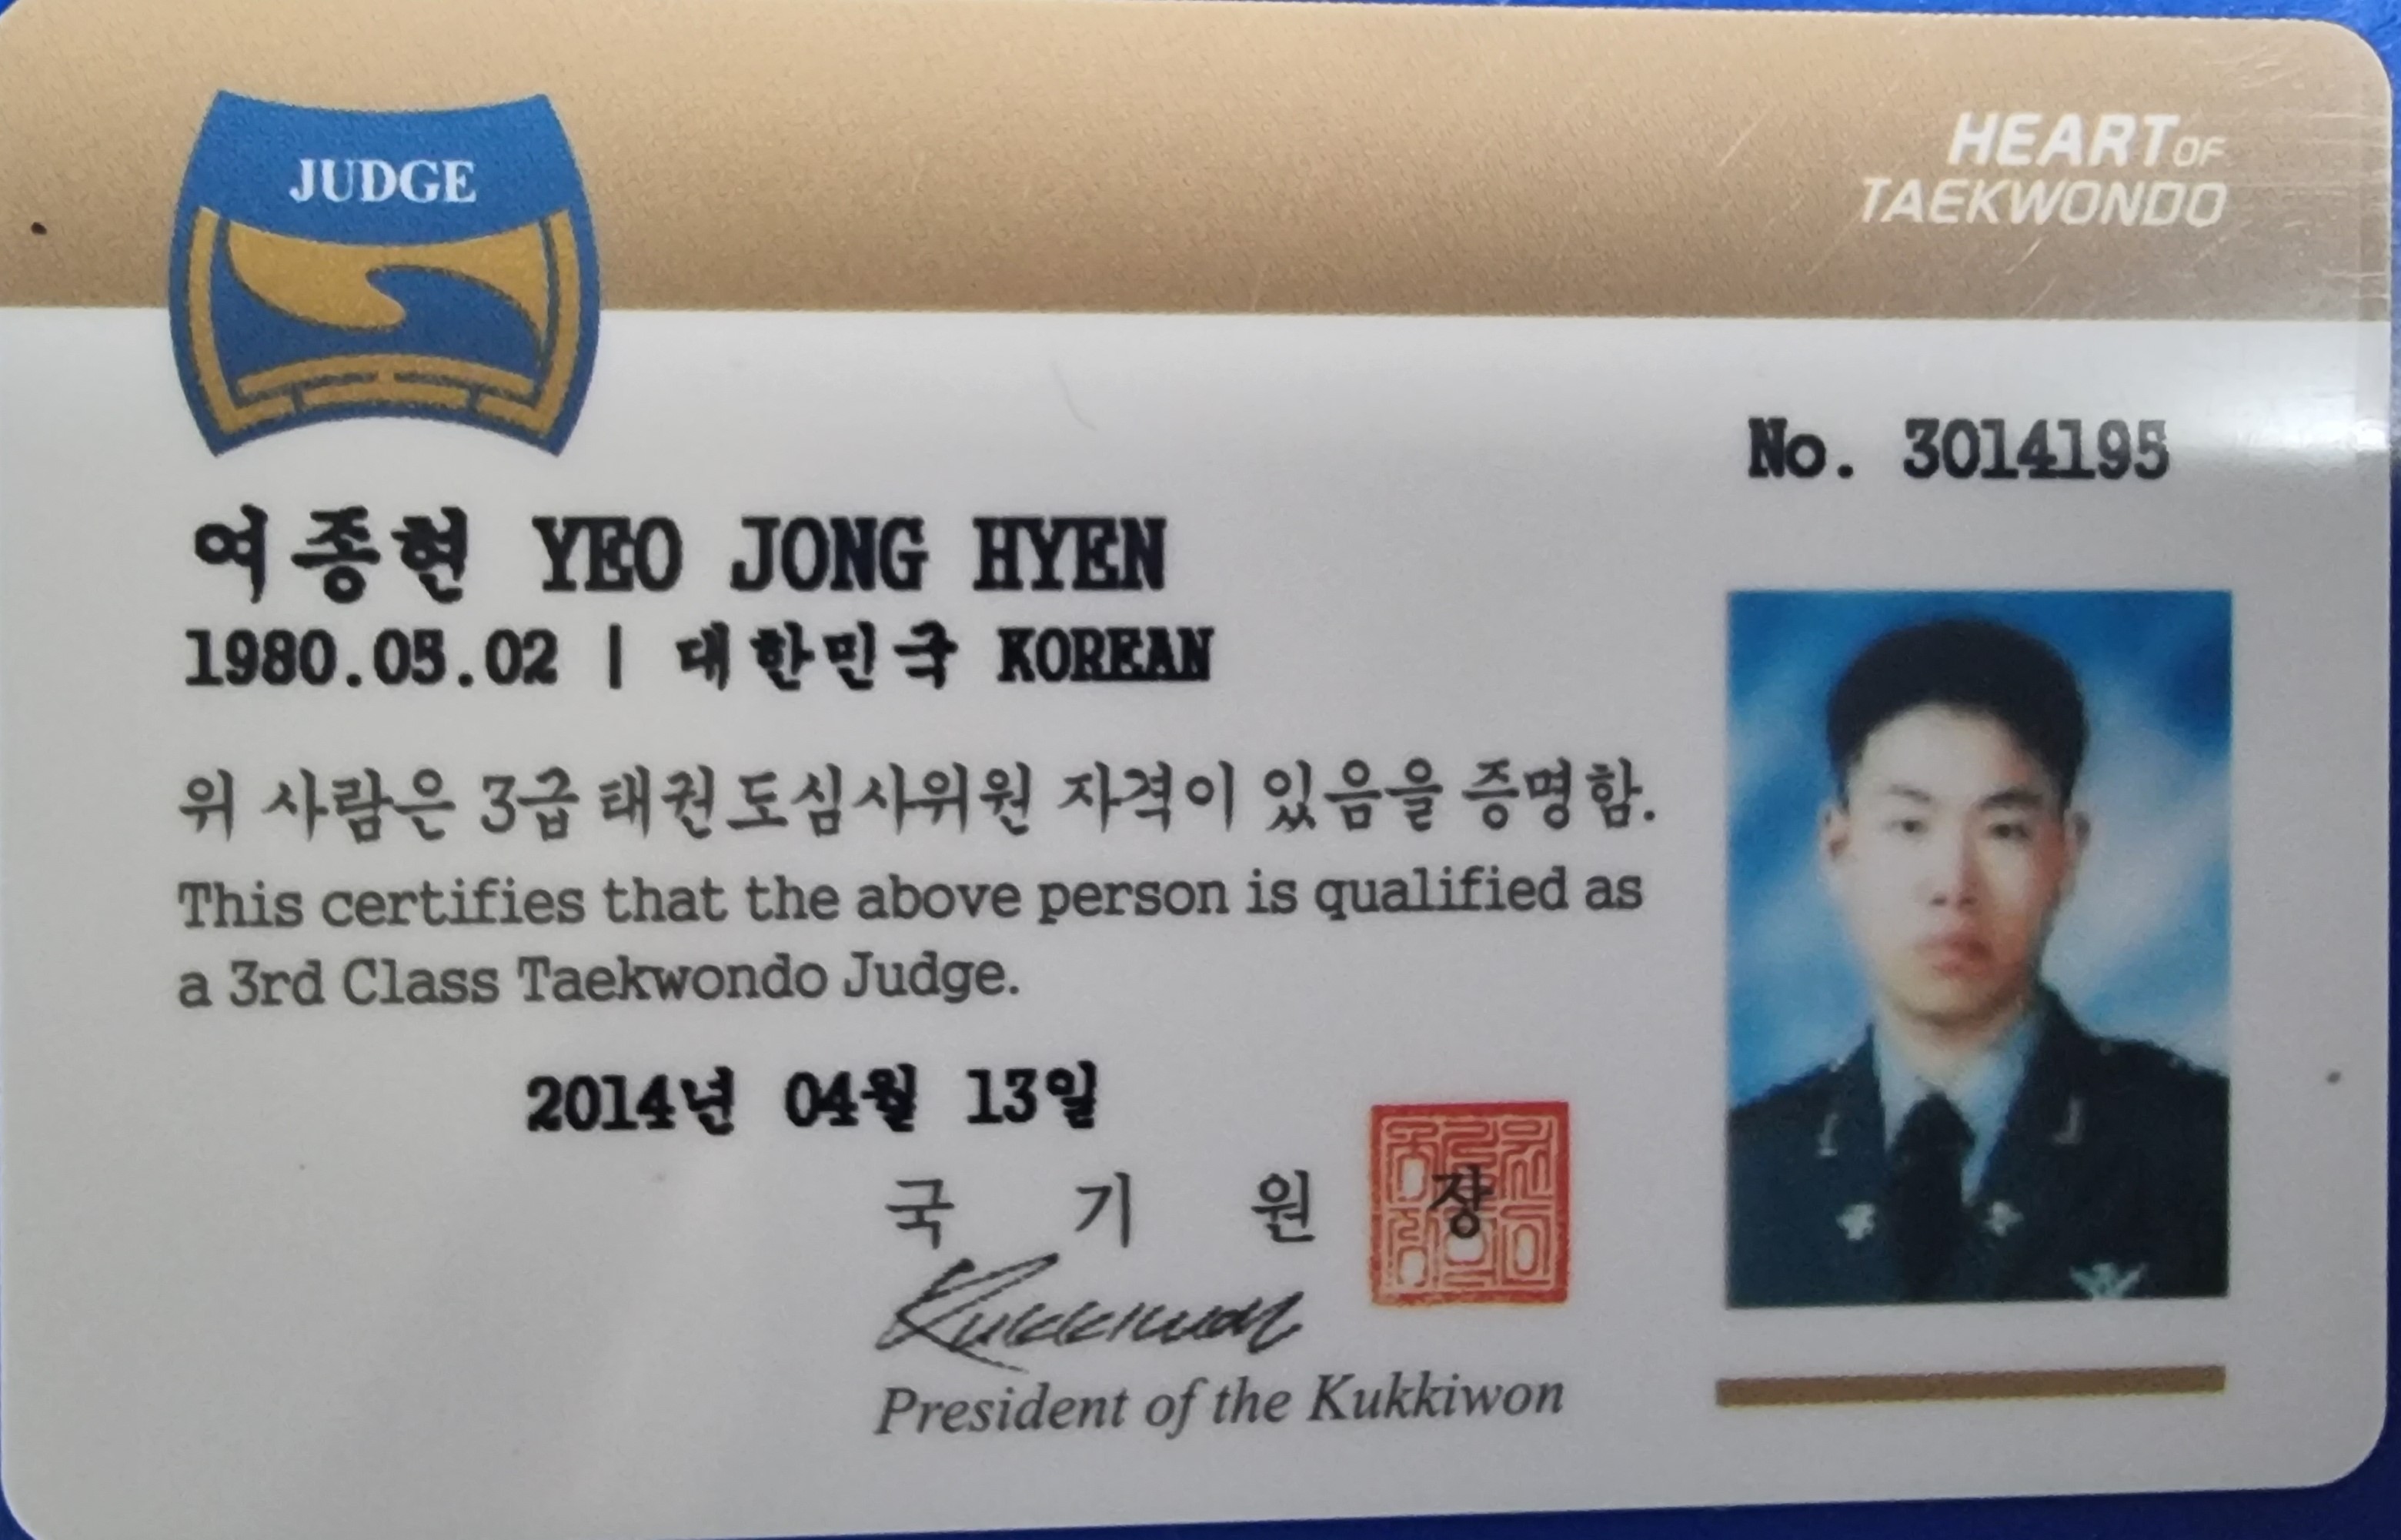 JUDGE
HEART OF
TAEKWONDO
No. 3014195
여종현 YEO JONG HYEN
1980.05.02 | 대한민국 KOREAN
위 사람은 3급 태권도심사위원 자격이 있음을 증명함.
This certifies that the above person is qualified as
a 3rd Class Taekwondo Judge.
2014년 04월 13일
국 기 원 장
Kukkiwon
President of the Kukkiwon